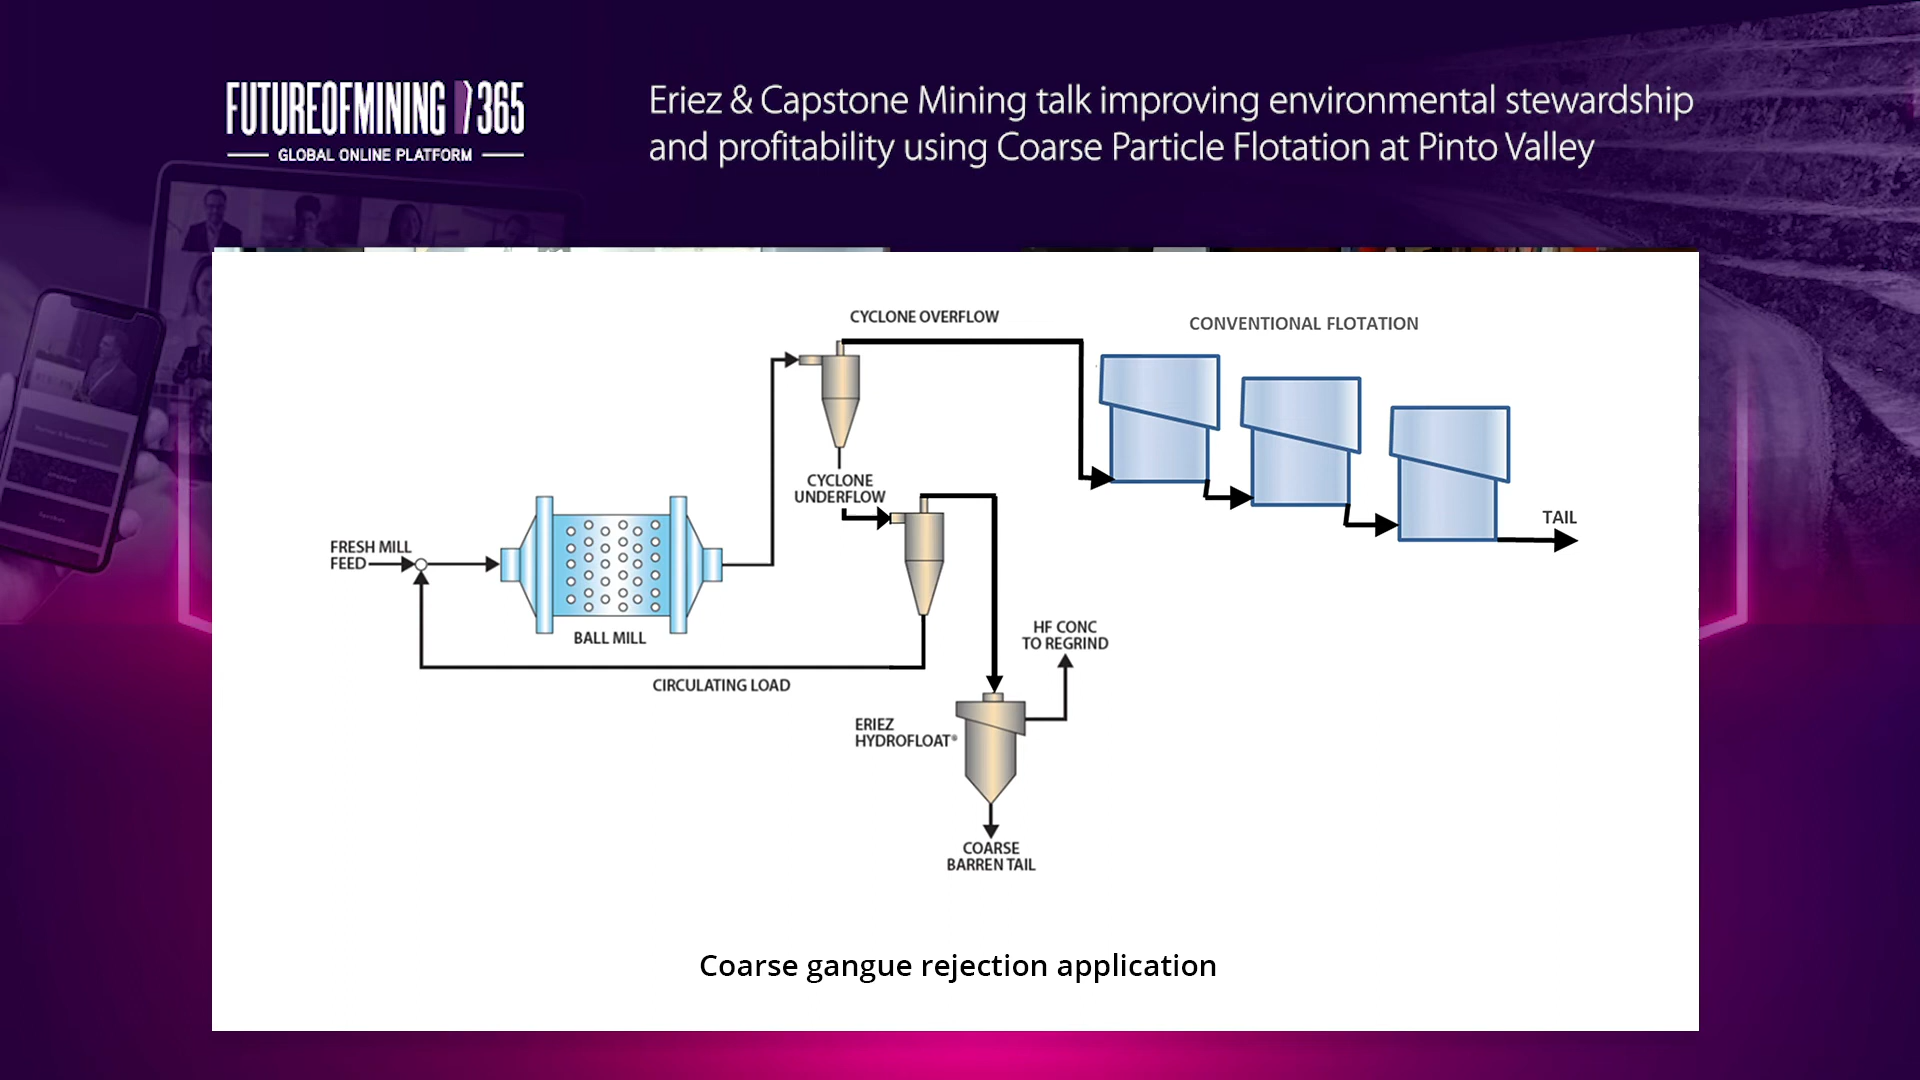 FUTUREOFMINING 365
GLOBAL ONLINE PLATFORM
Eriez & Capstone Mining talk improving environmental stewardship
and profitability using Coarse Particle Flotation at Pinto Valley
CYCLONE OVERFLOW
CONVENTIONAL FLOTATION
CYCLONE
UNDERFLOW
TAIL
FRESH MILL
FEED
BALL MILL
HF CONC
TO REGRIND
CIRCULATING LOAD
ERIEZ
HYDROFLOAT®
COARSE
BARREN TAIL
Coarse gangue rejection application